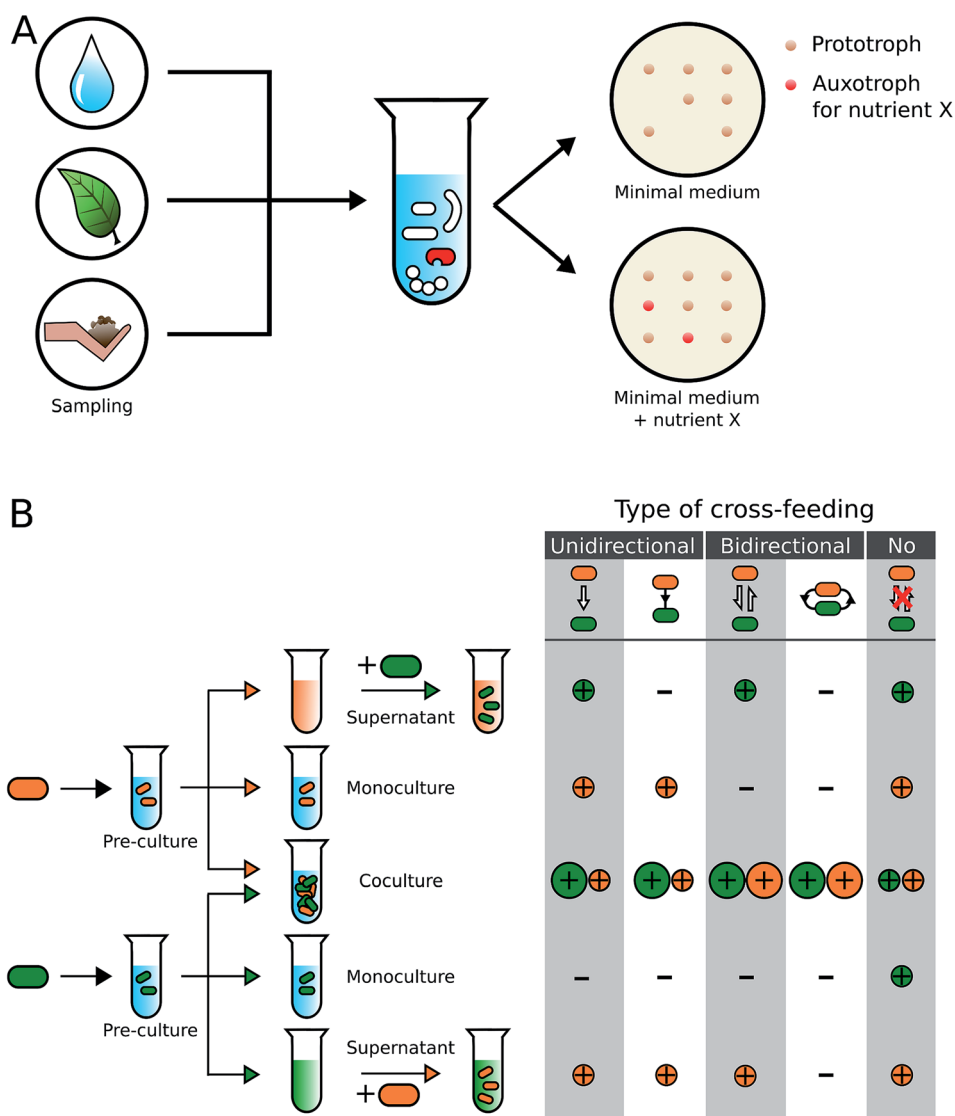 A
Prototroph
Auxotroph
for nutrient X
Minimal medium
Sampling
Minimal medium
+ nutrient X
B
Type of cross-feeding
Unidirectional
Bidirectional
No
+
Supernatant
+
-
+
-
+
Monoculture
+
+
-
-
+
Pre-culture
Coculture
+ +
+ +
+ +
+ +
+ +
Monoculture
-
-
-
-
+
Pre-culture
Supernatant
+
+
+
+
-
+